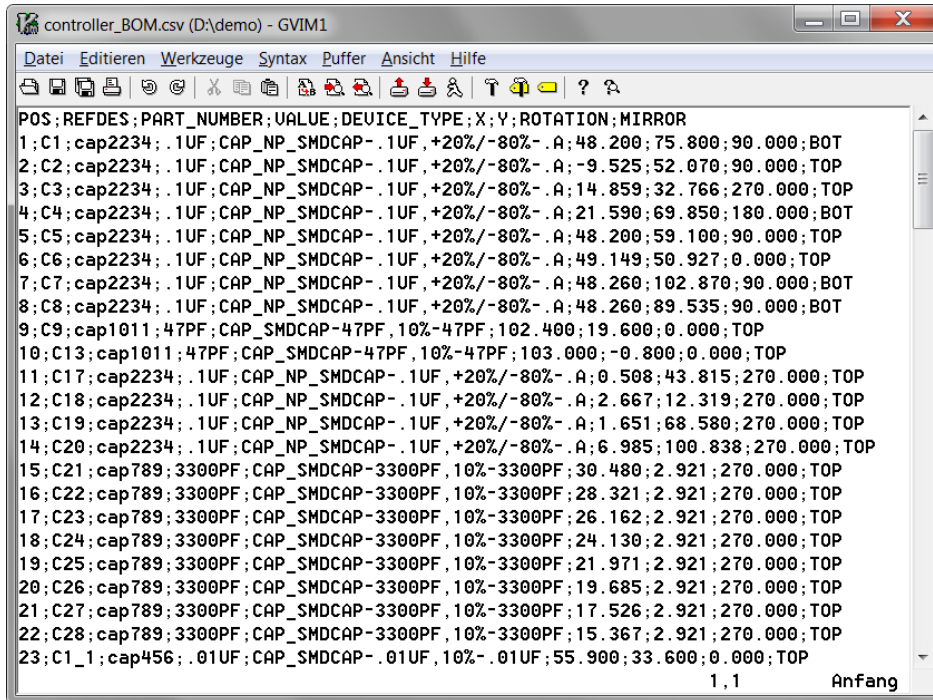 controller_BOM.csv (D:\demo) - GVIM1
Datei Editieren Werkzeuge Syntax Puffer Ansicht Hilfe
POS;REFDES;PART_NUMBER;VALUE;DEVICE_TYPE;X;Y;ROTATION;MIRROR
1;C1;cap2234;.1UF;CAP_NP_SMDCAP-.1UF,+20%/-80%-.A;48.200;75.800;90.000;BOT
2;C2;cap2234;.1UF;CAP_NP_SMDCAP-.1UF,+20%/-80%-.A;-9.525;52.070;90.000;TOP
3;C3;cap2234;.1UF;CAP_NP_SMDCAP-.1UF,+20%/-80%-.A;14.859;32.766;270.000;TOP
4;C4;cap2234;.1UF;CAP_NP_SMDCAP-.1UF,+20%/-80%-.A;21.590;69.850;180.000;BOT
5;C5;cap2234;.1UF;CAP_NP_SMDCAP-.1UF,+20%/-80%-.A;48.200;59.100;90.000;TOP
6;C6;cap2234;.1UF;CAP_NP_SMDCAP-.1UF,+20%/-80%-.A;49.149;50.927;0.000;TOP
7;C7;cap2234;.1UF;CAP_NP_SMDCAP-.1UF,+20%/-80%-.A;48.260;102.870;90.000;BOT
8;C8;cap2234;.1UF;CAP_NP_SMDCAP-.1UF,+20%/-80%-.A;48.260;89.535;90.000;BOT
9;C9;cap1011;47PF;CAP_SMDCAP-47PF,10%-47PF;102.400;19.600;0.000;TOP
10;C13;cap1011;47PF;CAP_SMDCAP-47PF,10%-47PF;103.000;-0.800;0.000;TOP
11;C17;cap2234;.1UF;CAP_NP_SMDCAP-.1UF,+20%/-80%-.A;0.508;43.815;270.000;TOP
12;C18;cap2234;.1UF;CAP_NP_SMDCAP-.1UF,+20%/-80%-.A;2.667;12.319;270.000;TOP
13;C19;cap2234;.1UF;CAP_NP_SMDCAP-.1UF,+20%/-80%-.A;1.651;68.580;270.000;TOP
14;C20;cap2234;.1UF;CAP_NP_SMDCAP-.1UF,+20%/-80%-.A;6.985;100.838;270.000;TOP
15;C21;cap789;3300PF;CAP_SMDCAP-3300PF,10%-3300PF;30.480;2.921;270.000;TOP
16;C22;cap789;3300PF;CAP_SMDCAP-3300PF,10%-3300PF;28.321;2.921;270.000;TOP
17;C23;cap789;3300PF;CAP_SMDCAP-3300PF,10%-3300PF;26.162;2.921;270.000;TOP
18;C24;cap789;3300PF;CAP_SMDCAP-3300PF,10%-3300PF;24.130;2.921;270.000;TOP
19;C25;cap789;3300PF;CAP_SMDCAP-3300PF,10%-3300PF;21.971;2.921;270.000;TOP
20;C26;cap789;3300PF;CAP_SMDCAP-3300PF,10%-3300PF;19.685;2.921;270.000;TOP
21;C27;cap789;3300PF;CAP_SMDCAP-3300PF,10%-3300PF;17.526;2.921;270.000;TOP
22;C28;cap789;3300PF;CAP_SMDCAP-3300PF,10%-3300PF;15.367;2.921;270.000;TOP
23;C1_1;cap456;.01UF;CAP_SMDCAP-.01UF,10%-.01UF;55.900;33.600;0.000;TOP
1,1 Anfang